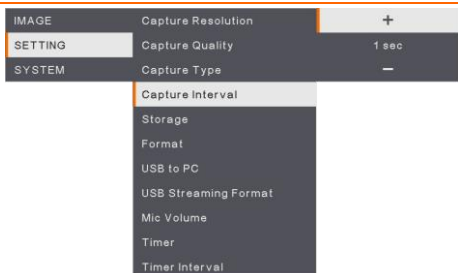 IMAGE
SETTING
SYSTEM
Capture Resolution
Capture Quality
Capture Type
Capture Interval
Storage
Format
USB to PC
USB Streaming Format
Mic Volume
Timer
Timer Interval
+
1 sec
−